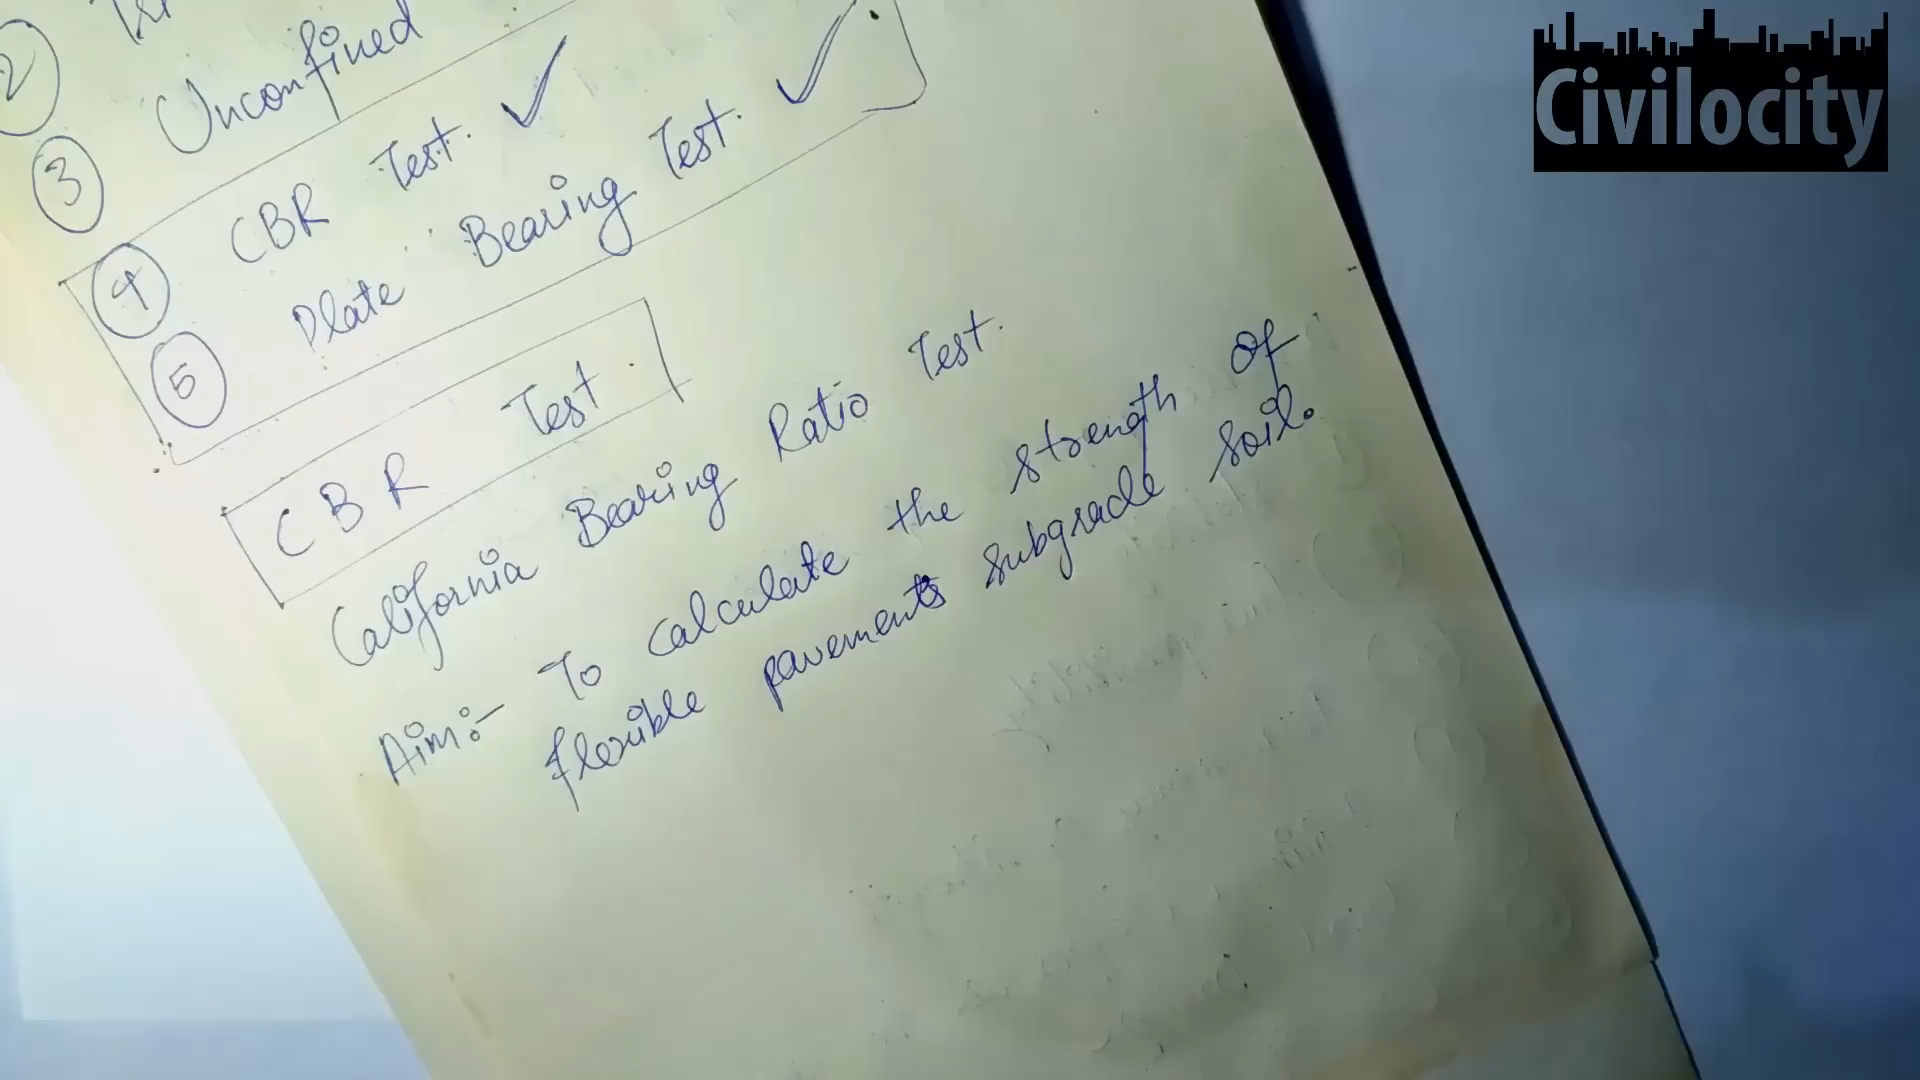 Civilocity
②
③ Unconfined
④ CBR Test. ✓
⑤ Plate Bearing Test. ✓
CBR Test.
California Bearing Ratio Test.
Aim:- To calculate the strength of
flexible pavements subgrade soil.